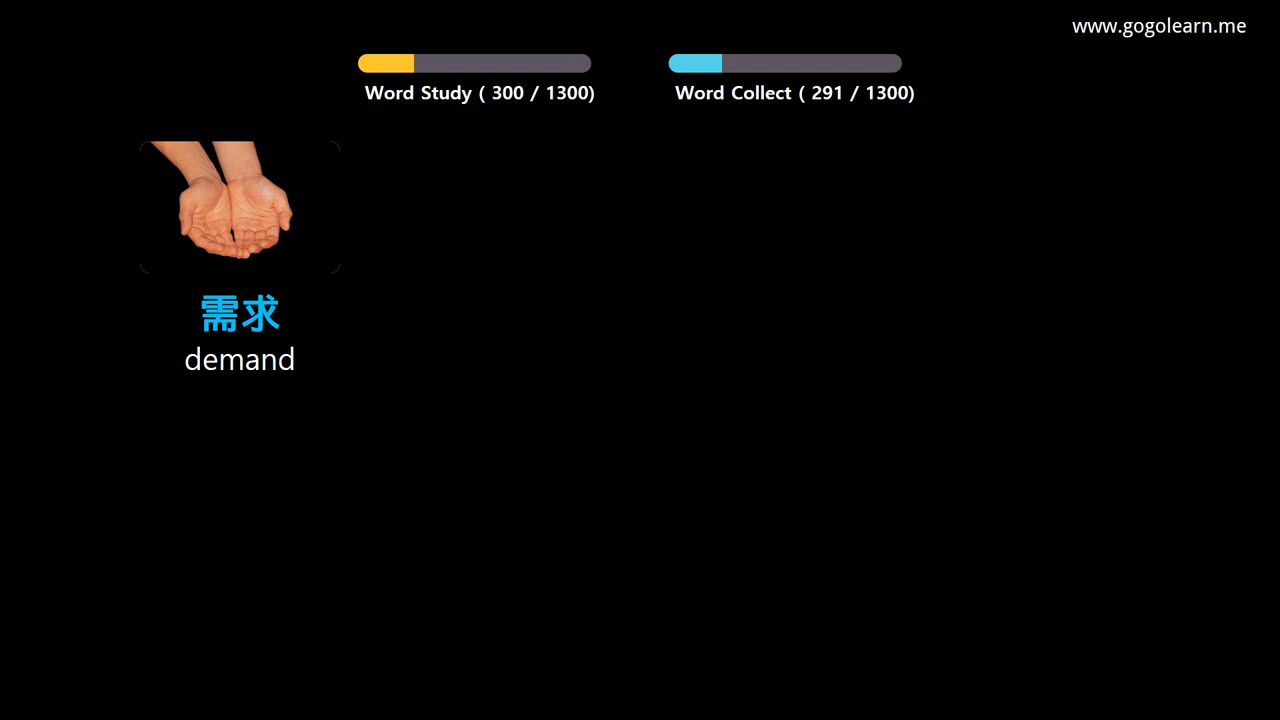 www.gogolearn.me
Word Study ( 300 / 1300)
Word Collect ( 291 / 1300)
需求
demand